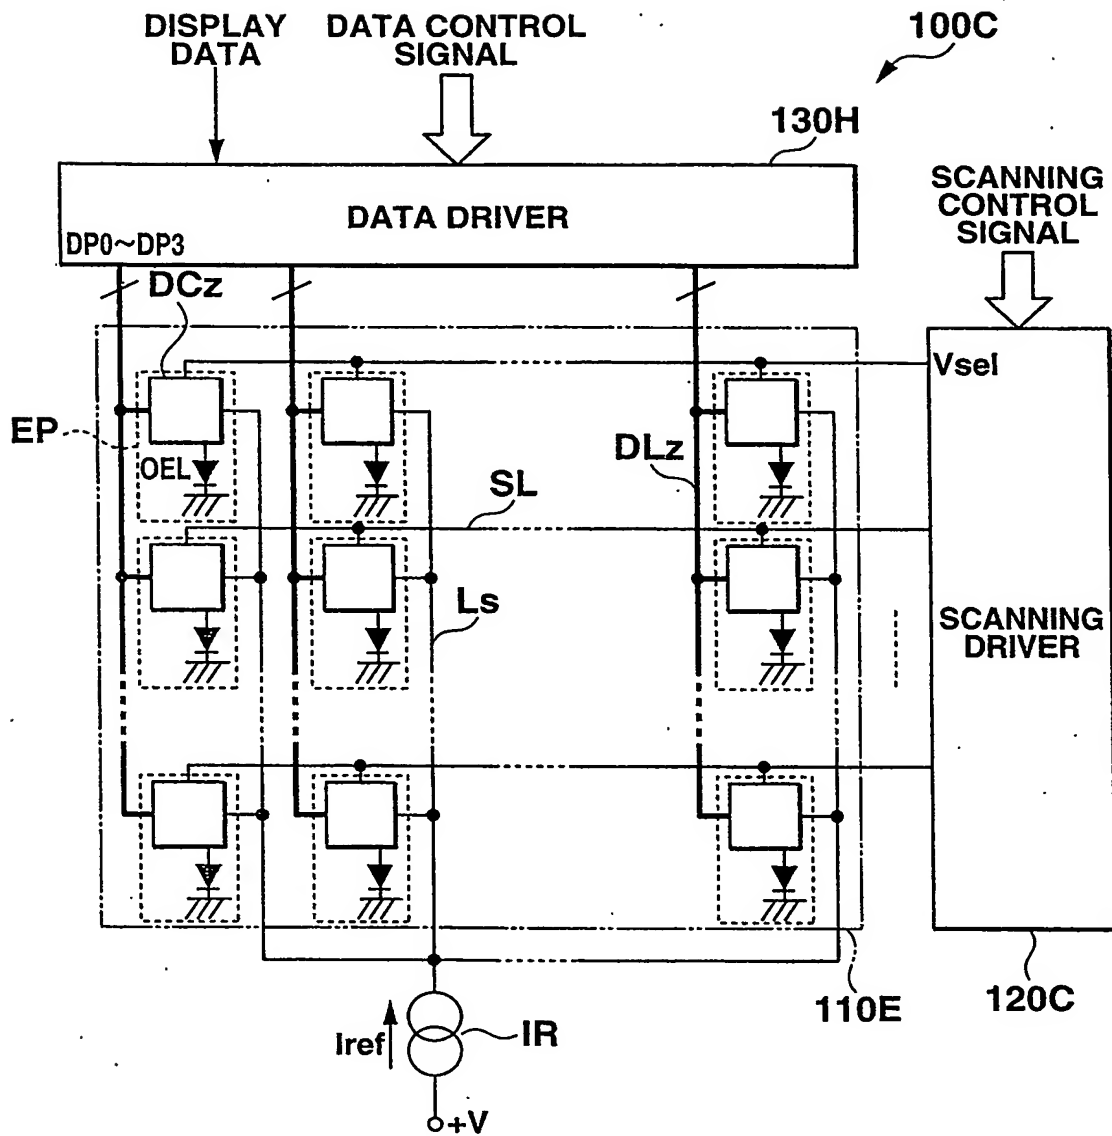 DISPLAY
DATA
DATA CONTROL
SIGNAL
100C
130H
SCANNING
CONTROL
SIGNAL
DATA DRIVER
DP0～DP3
DCz
Vsel
EP
OEL
DLz
SL
Ls
SCANNING
DRIVER
110E
120C
Iref
IR
+V